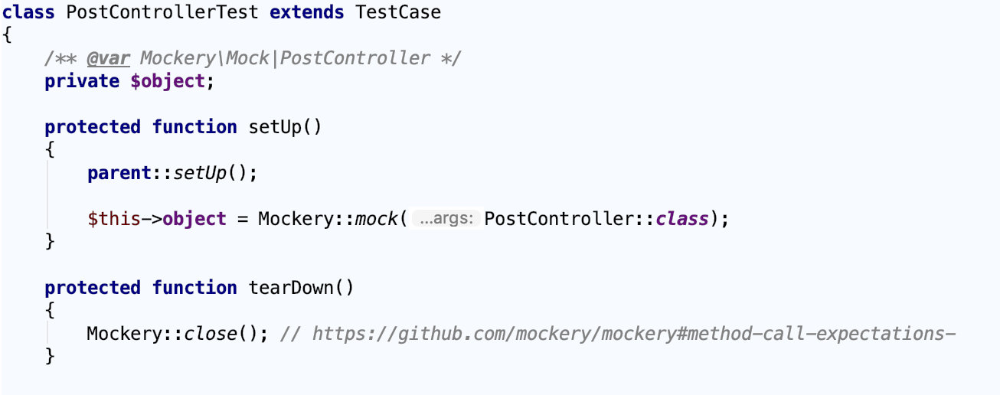 class PostControllerTest extends TestCase
{
    /** @var Mockery\Mock|PostController */
    private $object;

    protected function setUp()
    {
        parent::setUp();

        $this->object = Mockery::mock( ...args: PostController::class);
    }

    protected function tearDown()
    {
        Mockery::close(); // https://github.com/mockery/mockery#method-call-expectations-
    }